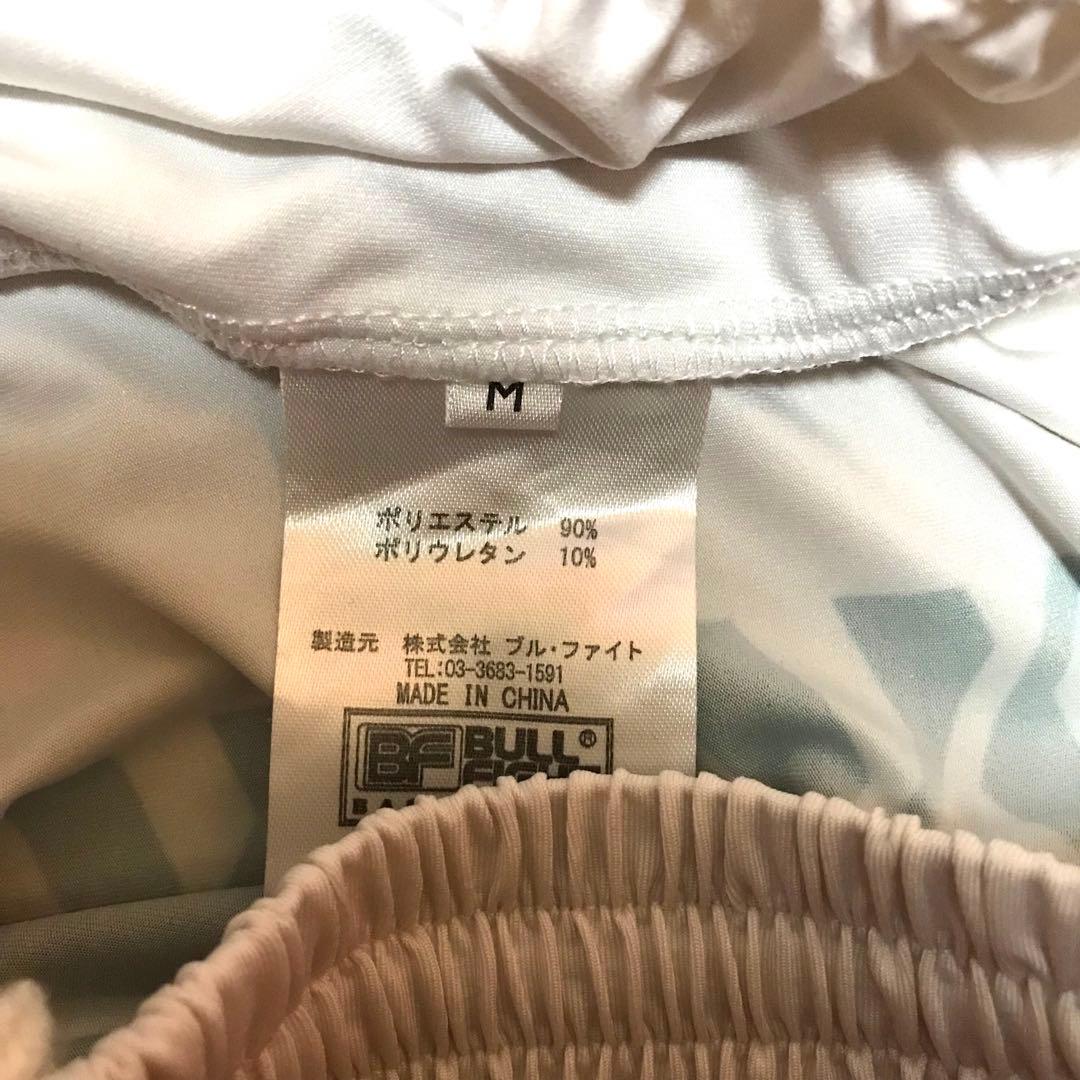 M
ポリエステル 90%
ポリウレタン 10%
製造元 株式会社 ブル・ファイト
TEL:03-3683-1591
MADE IN CHINA
BF BULL®